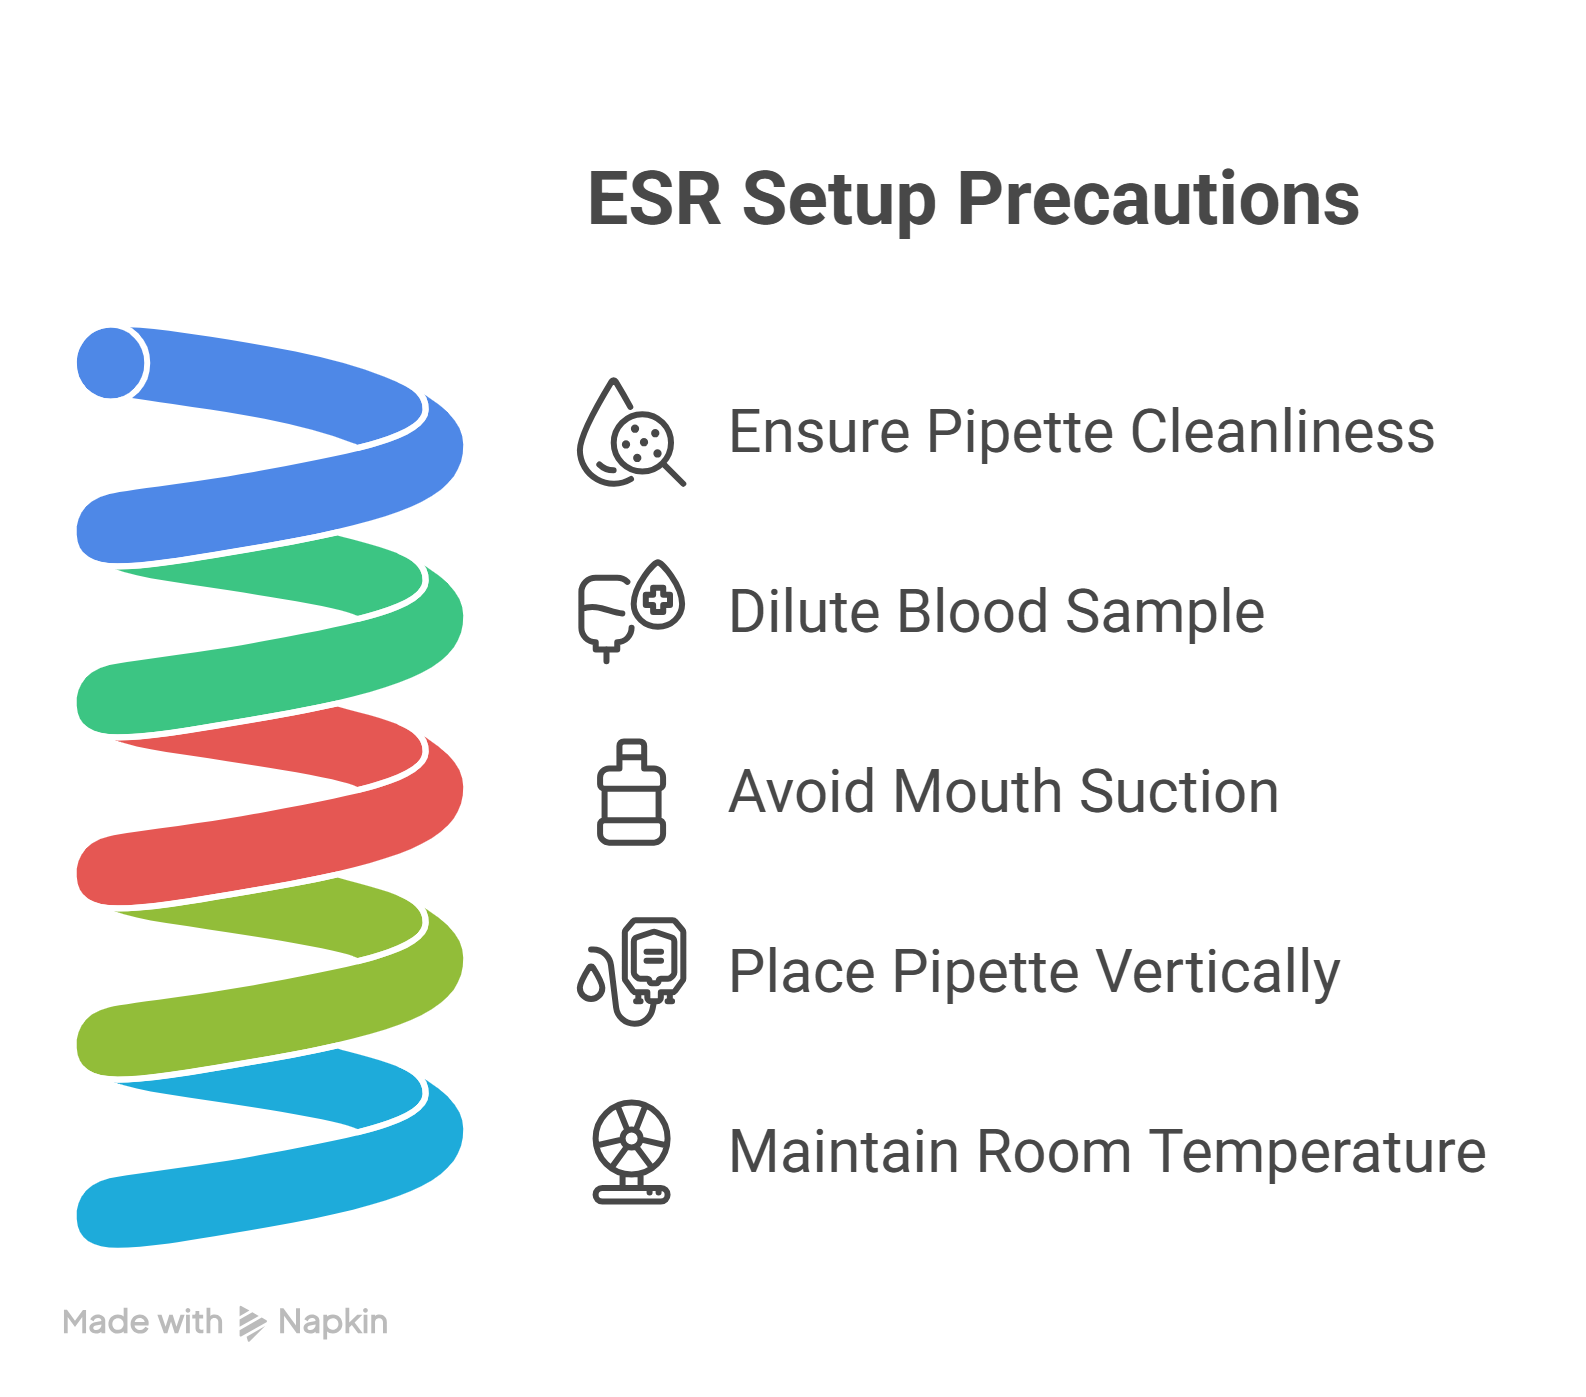 ESR Setup Precautions
Ensure Pipette Cleanliness
Dilute Blood Sample
Avoid Mouth Suction
Place Pipette Vertically
Maintain Room Temperature
Made with Napkin